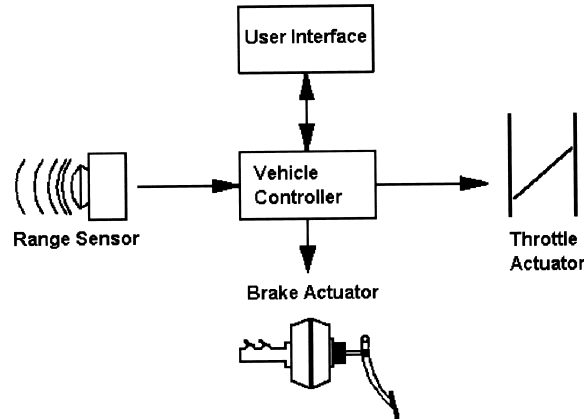 User Interface
Vehicle
Controller
Range Sensor
Throttle
Actuator
Brake Actuator